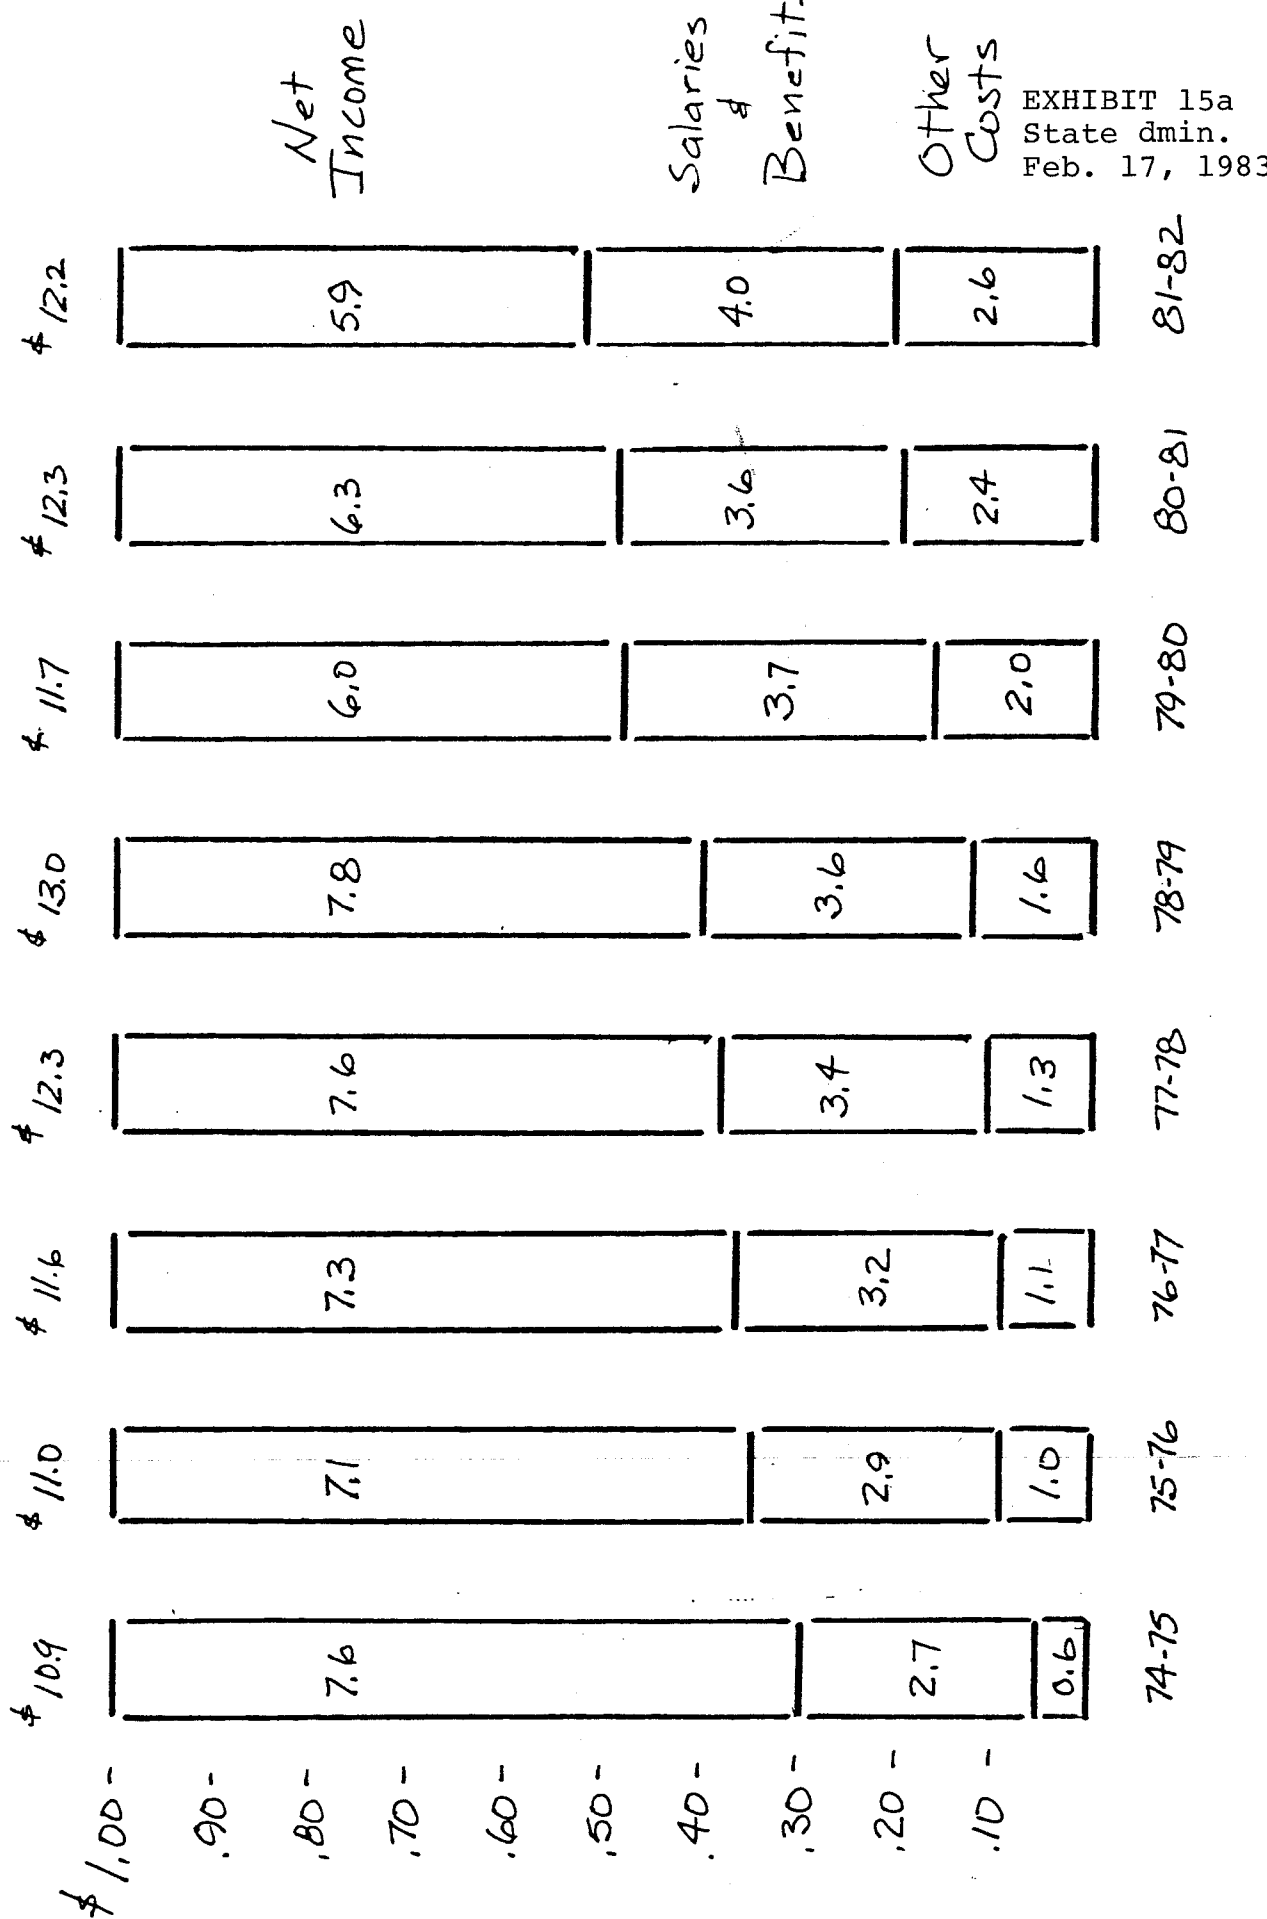 EXHIBIT 15a
State dmin.
Feb. 17, 1983
$ 10.9 $ 11.0 $ 11.6 $ 12.3 $ 13.0 $ 11.7 $ 12.3 $ 12.2
$ 1.00 -
.90 -
.80 -
7.6 7.1 7.3 7.6 7.8 6.0 6.3 5.9
Net
Income
.70 -
.60 -
.50 -
.40 -
3.6 4.0
Salaries
&
Benefit
3.4 3.6 3.7
.30 -
2.7 2.9 3.2
.20 -
.10 -
0.6 1.0 1.1 1.3 1.6 2.0 2.4 2.6
Other
Costs
74-75 75-76 76-77 77-78 78-79 79-80 80-81 81-82